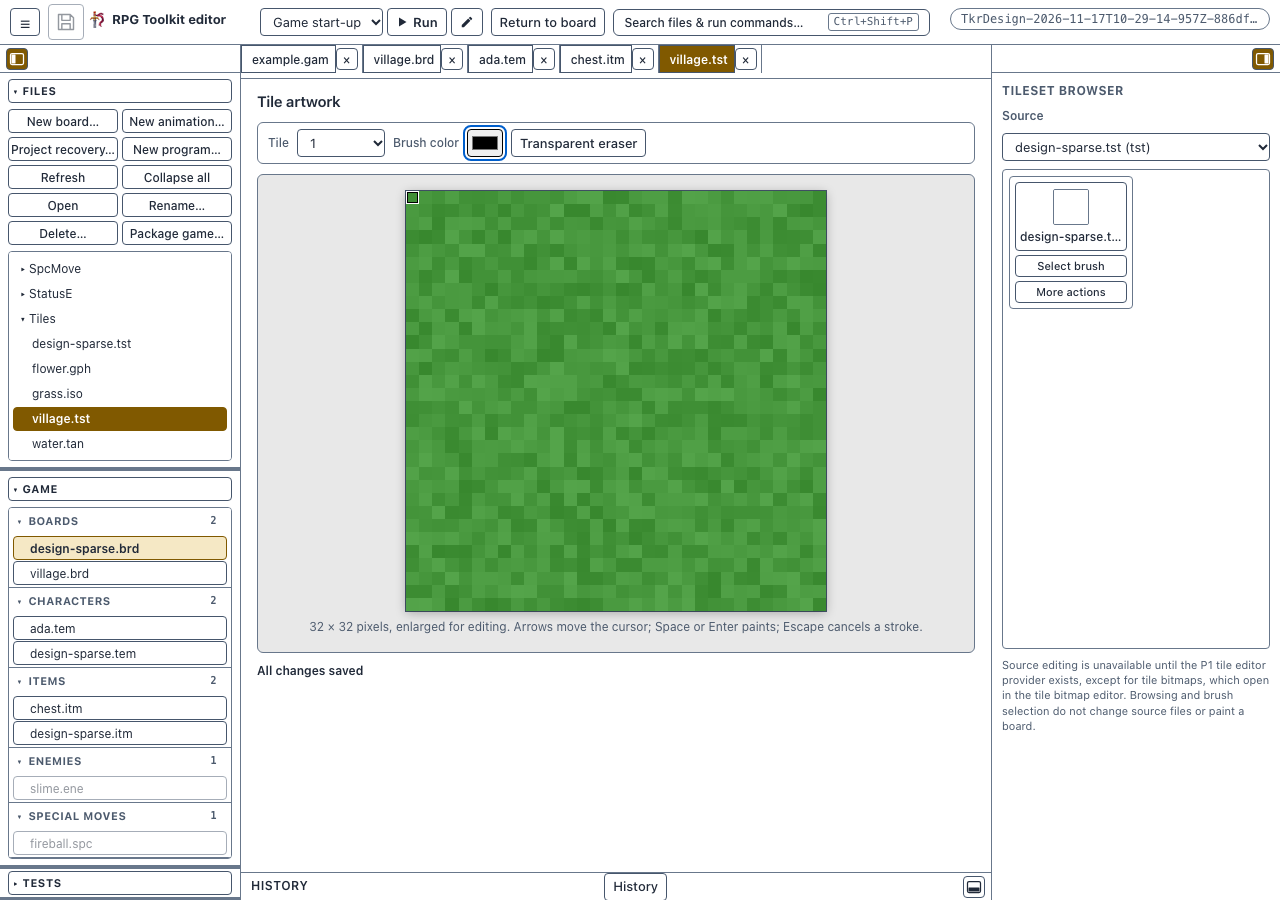 RPG Toolkit editor
Game start-up
Run
Return to board
Search files & run commands...
Ctrl+Shift+P
TkrDesign-2026-11-17T10-29-14-957Z-886df…
example.gam ×
village.brd ×
ada.tem ×
chest.itm ×
village.tst ×
FILES
New board...
New animation...
Project recovery...
New program...
Refresh
Collapse all
Open
Rename...
Delete...
Package game...
SpcMove
StatusE
Tiles
design-sparse.tst
flower.gph
grass.iso
village.tst
water.tan
GAME
BOARDS 2
design-sparse.brd
village.brd
CHARACTERS 2
ada.tem
design-sparse.tem
ITEMS 2
chest.itm
design-sparse.itm
ENEMIES 1
slime.ene
SPECIAL MOVES 1
fireball.spc
TESTS
Tile artwork
Tile
1
Brush color
Transparent eraser
32 × 32 pixels, enlarged for editing. Arrows move the cursor; Space or Enter paints; Escape cancels a stroke.
All changes saved
HISTORY
History
TILESET BROWSER
Source
design-sparse.tst (tst)
design-sparse.t...
Select brush
More actions
Source editing is unavailable until the P1 tile editor
provider exists, except for tile bitmaps, which open
in the tile bitmap editor. Browsing and brush
selection do not change source files or paint a
board.